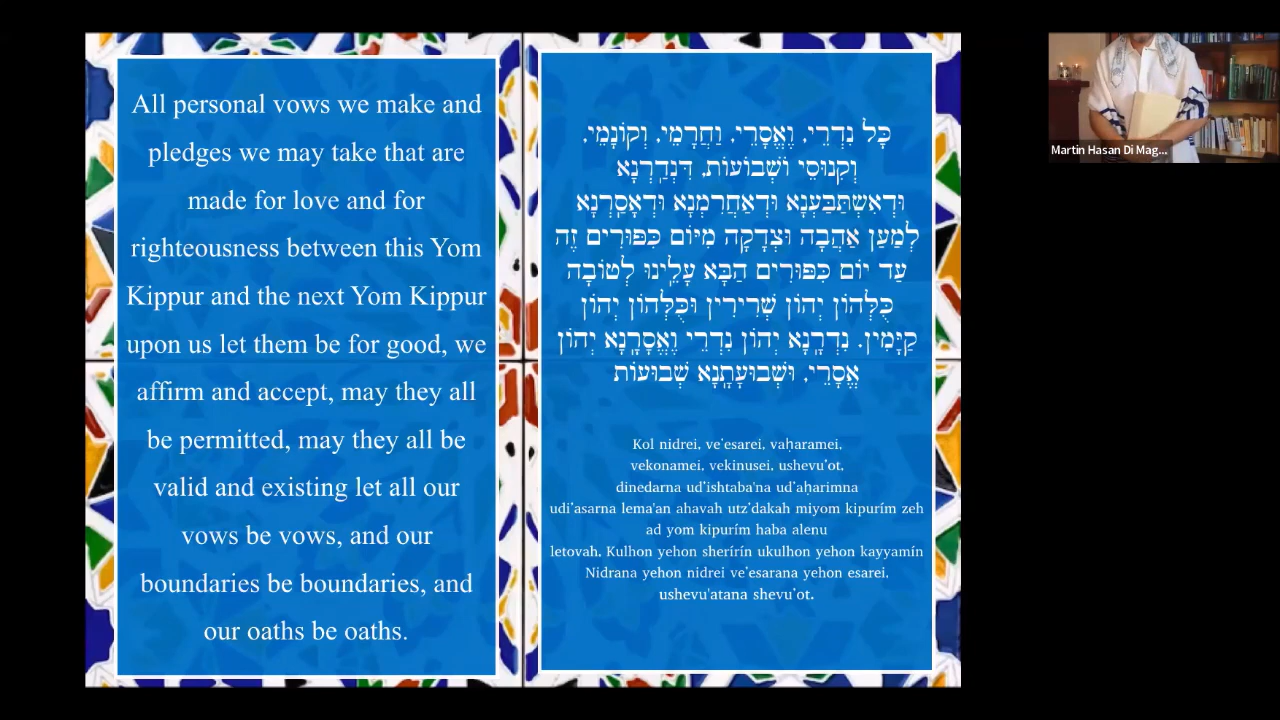 All personal vows we make and
pledges we may take that are
made for love and for
righteousness between this Yom
Kippur and the next Yom Kippur
upon us let them be for good, we
affirm and accept, may they all
be permitted, may they all be
valid and existing let all our
vows be vows, and our
boundaries be boundaries, and
our oaths be oaths.
כׇּל נִדְרֵי, וֶאֱסָרֵי, וַחֲרָמֵי, וְקוֹנָמֵי,
וְקִנוּסֵי וּשְׁבוּעוֹת, דִּנְדַרְנָא
וּדְאִשְׁתַּבַּעְנָא וּדְאַחֲרִמְנָא וּדְאָסַרְנָא
לְמַעַן אַהֲבָה וּצְדָקָה מִיּוֹם כִּפּוּרִים זֶה
עַד יוֹם כִּפּוּרִים הַבָּא עָלֵינוּ לְטוֹבָה
כֻּלְּהוֹן יְהוֹן שְׁרִירִין וּכֻלְּהוֹן יְהוֹן
קַיָּמִין. נִדְרָנָא יְהוֹן נִדְרֵי וֶאֱסָרָנָא יְהוֹן
אֱסָרֵי, וּשְׁבוּעָתָנָא שְׁבוּעוֹת
Kol nidrei, ve'esarei, vaḥaramei,
vekonamei, vekinusei, ushevu'ot,
dinedarna ud'ishtaba'na ud'aḥarimna
udi'asarna lema'an ahavah utz'dakah miyom kipurím zeh
ad yom kipurím haba alenu
letovah, Kulhon yehon sherírín ukulhon yehon kayyamín
Nidrana yehon nidrei ve'esarana yehon esarei.
ushevu'atana shevu'ot.
Martin Hasan Di Mag...